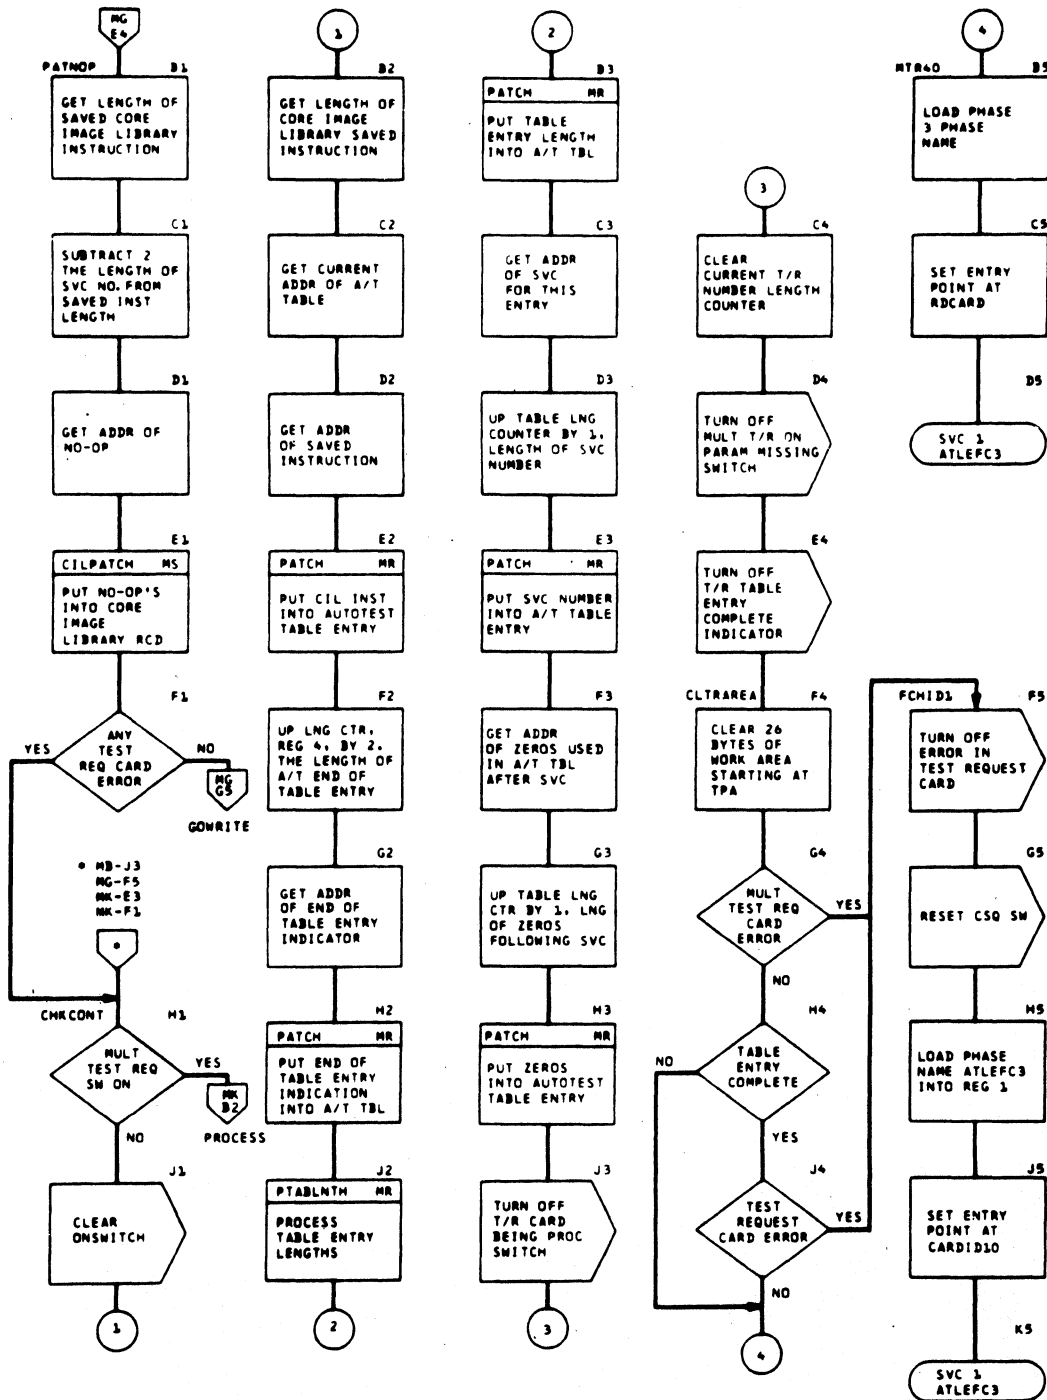 MG
E4
PATNOP B1
GET LENGTH OF
SAVED CORE
IMAGE LIBRARY
INSTRUCTION
C1
SUBTRACT 2
THE LENGTH OF
SVC NO. FROM
SAVED INST
LENGTH
D1
GET ADDR OF
NO-OP
E1
CILPATCH MS
PUT NO-OP'S
INTO CORE
IMAGE
LIBRARY RCD
F1
ANY
TEST
REQ CARD
ERROR
YES
NO
MG
G5
GOWRITE
* MB-J3
MG-F5
MK-E3
MK-F1
*
CHKCONT H1
MULT
TEST REQ
SW ON
YES
MK
B2
PROCESS
NO
J1
CLEAR
ONSWITCH
1
1
B2
GET LENGTH OF
CORE IMAGE
LIBRARY SAVED
INSTRUCTION
C2
GET CURRENT
ADDR OF A/T
TABLE
D2
GET ADDR
OF SAVED
INSTRUCTION
E2
PATCH MR
PUT CIL INST
INTO AUTOTEST
TABLE ENTRY
F2
UP LNG CTR,
REG 4, BY 2,
THE LENGTH OF
A/T END OF
TABLE ENTRY
G2
GET ADDR
OF END OF
TABLE ENTRY
INDICATOR
H2
PATCH MR
PUT END OF
TABLE ENTRY
INDICATION
INTO A/T TBL
J2
PTABLNTH MR
PROCESS
TABLE ENTRY
LENGTHS
2
2
B3
PATCH MR
PUT TABLE
ENTRY LENGTH
INTO A/T TBL
C3
GET ADDR
OF SVC
FOR THIS
ENTRY
D3
UP TABLE LNG
COUNTER BY 1,
LENGTH OF SVC
NUMBER
E3
PATCH MR
PUT SVC NUMBER
INTO A/T TABLE
ENTRY
F3
GET ADDR
OF ZEROS USED
IN A/T TBL
AFTER SVC
G3
UP TABLE LNG
CTR BY 1, LNG
OF ZEROS
FOLLOWING SVC
H3
PATCH MR
PUT ZEROS
INTO AUTOTEST
TABLE ENTRY
J3
TURN OFF
T/R CARD
BEING PROC
SWITCH
3
3
C4
CLEAR
CURRENT T/R
NUMBER LENGTH
COUNTER
D4
TURN OFF
MULT T/R ON
PARAM MISSING
SWITCH
E4
TURN OFF
T/R TABLE
ENTRY
COMPLETE
INDICATOR
CLTRAREA F4
CLEAR 26
BYTES OF
WORK AREA
STARTING AT
TPA
G4
MULT
TEST REQ
CARD
ERROR
YES
NO
H4
TABLE
ENTRY
COMPLETE
NO
YES
J4
TEST
REQUEST
CARD ERROR
YES
NO
4
4
MTR40 B5
LOAD PHASE
3 PHASE
NAME
C5
SET ENTRY
POINT AT
RDCARD
D5
SVC 1
ATLEFC3
FCHID1 F5
TURN OFF
ERROR IN
TEST REQUEST
CARD
G5
RESET CSQ SW
H5
LOAD PHASE
NAME ATLEFC3
INTO REG 1
J5
SET ENTRY
POINT AT
CARDID10
K5
SVC 1
ATLEFC3